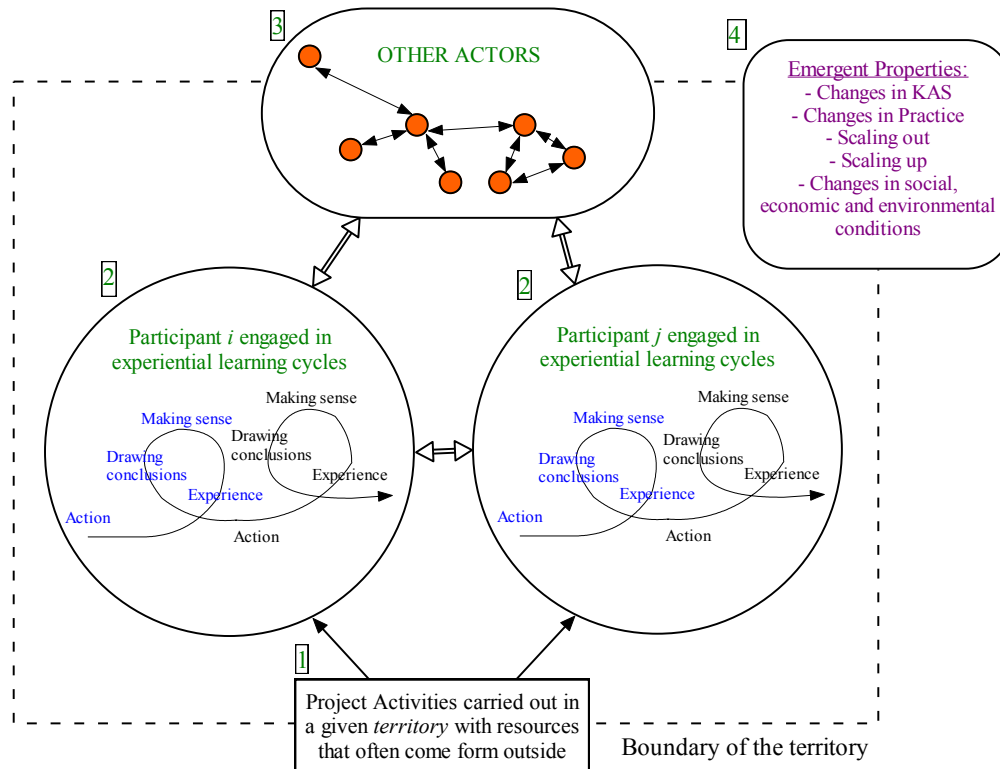 3
OTHER ACTORS
4
Emergent Properties:
- Changes in KAS
- Changes in Practice
- Scaling out
- Scaling up
- Changes in social,
economic and environmental
conditions
2
Participant i engaged in
experiential learning cycles
Making sense
Making sense
Drawing
conclusions
Drawing
conclusions
Experience
Experience
Action
Action
2
Participant j engaged in
experiential learning cycles
Making sense
Making sense
Drawing
conclusions
Drawing
conclusions
Experience
Experience
Action
Action
1
Project Activities carried out in
a given territory with resources
that often come form outside
Boundary of the territory